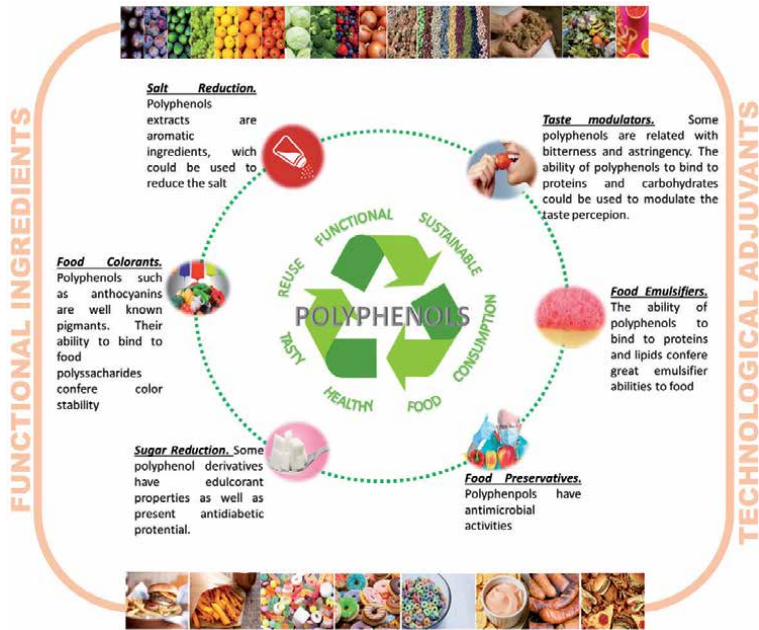 FUNCTIONAL INGREDIENTS
Salt Reduction.
Polyphenols
extracts are
aromatic
ingredients, wich
could be used to
reduce the salt
Taste modulators. Some
polyphenols are related with
bitterness and astringency. The
ability of polyphenols to bind to
proteins and carbohydrates
could be used to modulate the
taste percepion.
Food Colorants.
Polyphenols such
as anthocyanins
are well known
pigmants. Their
ability to bind to
food
polyssacharides
confere color
stability
REUSE
FUNCTIONAL
SUSTAINABLE
CONSUMPTION
FOOD
HEALTHY
TASTY
POLYPHENOLS
Food Emulsifiers.
The ability of
polyphenols to
bind to proteins
and lipids confere
great emulsifier
abilities to food
Sugar Reduction. Some
polyphenol derivatives
have edulcorant
properties as well as
present antidiabetic
potential.
Food Preservatives.
Polyphenpols have
antimicrobial
activities
TECHNOLOGICAL ADJUVANTS